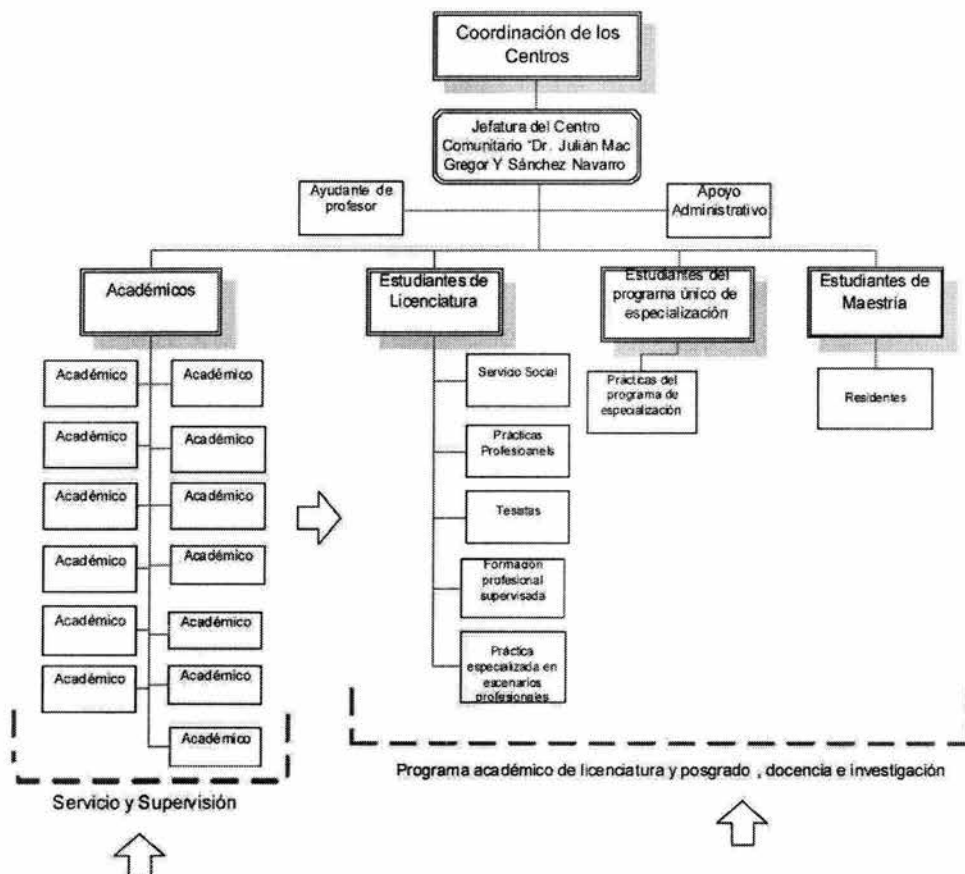 Coordinación de los
Centros
Jefatura del Centro
Comunitario "Dr. Julián Mac
Gregor Y Sánchez Navarro
Ayudante de
profesor
Apoyo
Administrativo
Académicos
Estudiantes de
Licenciatura
Estudiantes del
programa único de
especialización
Estudiantes de
Maestría
Académico
Académico
Académico
Académico
Académico
Académico
Académico
Académico
Académico
Académico
Académico
Académico
Académico
Servicio Social
Prácticas
Profesioanels
Tesistas
Formación
profesional
supervisada
Práctica
especializada en
escenarios
profesionales
Prácticas del
programa de
especialización
Residentes
Servicio y Supervisión
Programa académico de licenciatura y posgrado , docencia e investigación